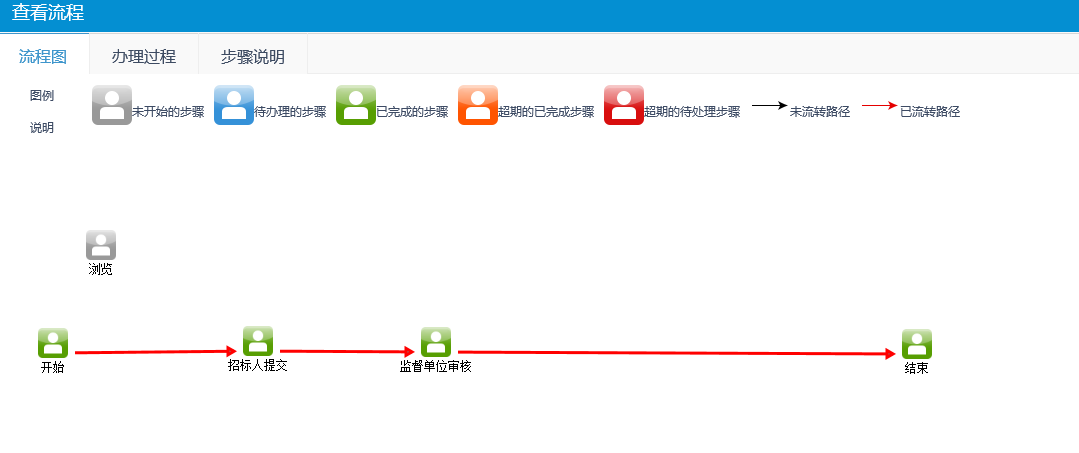 查看流程
流程图 办理过程 步骤说明
图例 未开始的步骤 待办理的步骤 已完成的步骤 超期的已完成步骤 超期的待处理步骤 未流转路径 已流转路径
说明
浏览
开始 招标人提交 监督单位审核 结束